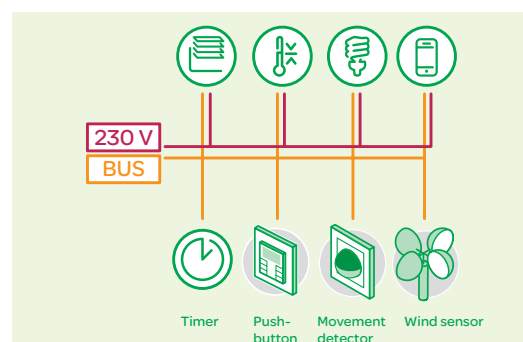 230 V
BUS
Timer
Push-
button
Movement
detector
Wind sensor